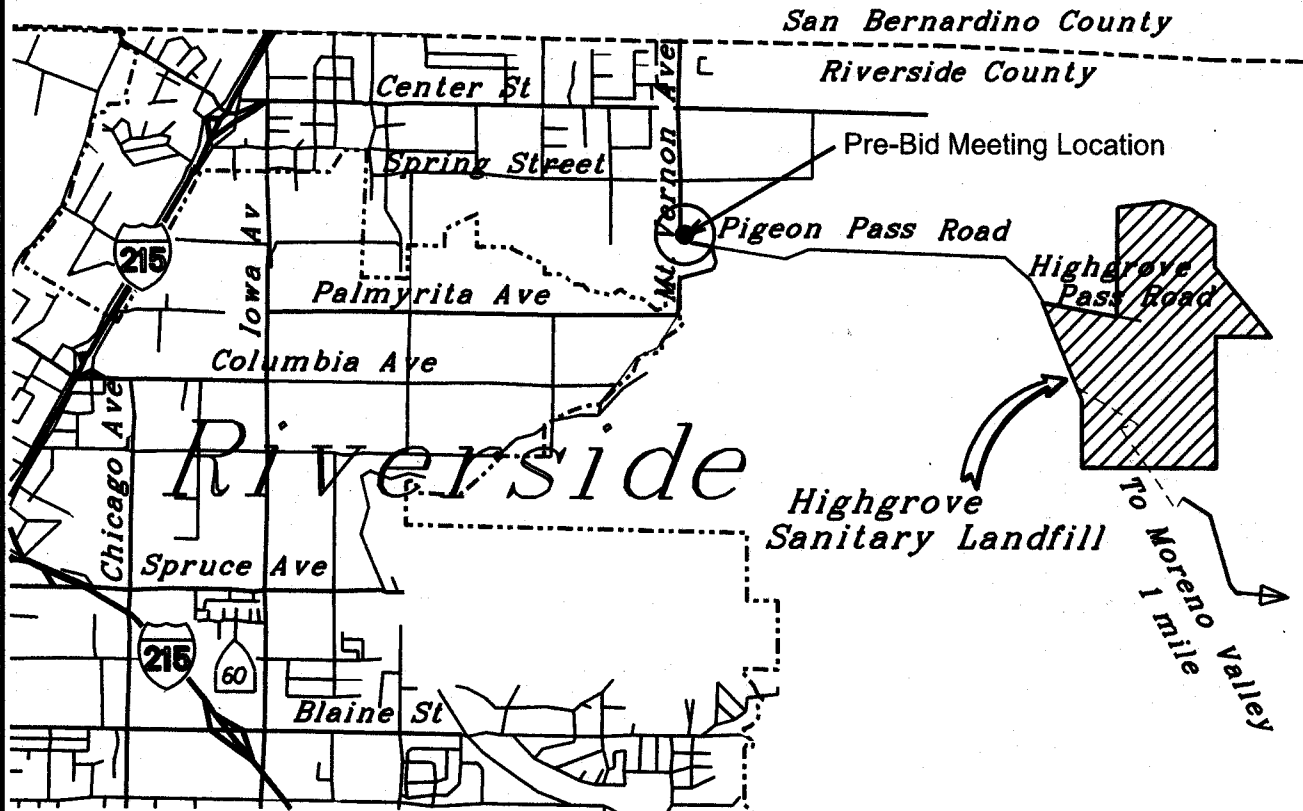 San Bernardino County
Riverside County
Center St
Mt. Vernon Ave
Pre-Bid Meeting Location
Spring Street
Pigeon Pass Road
215
Iowa Av
Highgrove
Pass Road
Palmyrita Ave
Columbia Ave
Chicago Ave
Riverside
Highgrove
Sanitary Landfill
To Moreno Valley
1 mile
Spruce Ave
215
60
Blaine St